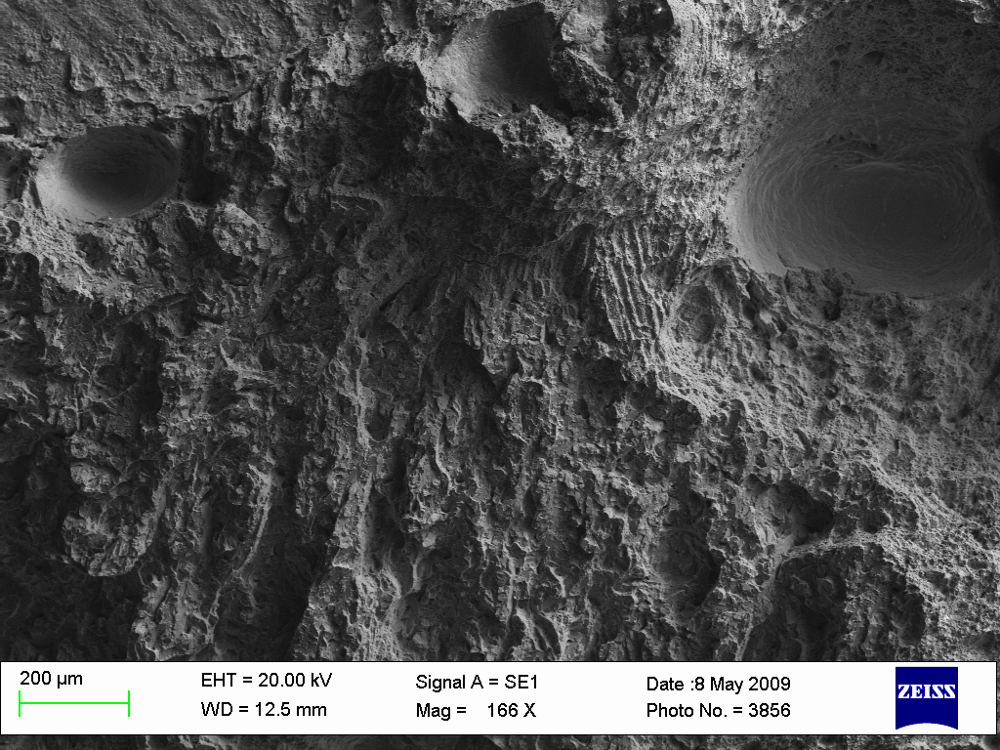 200 µm
EHT = 20.00 kV
Signal A = SE1
Date :8 May 2009
ZEISS
WD = 12.5 mm
Mag = 166 X
Photo No. = 3856